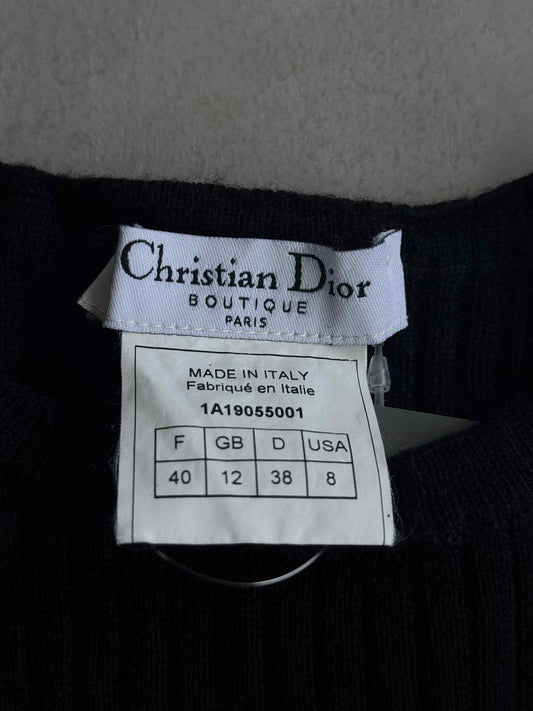 Christian Dior
BOUTIQUE
PARIS
MADE IN ITALY
Fabriqué en Italie
1A19055001
F GB D USA
40 12 38 8